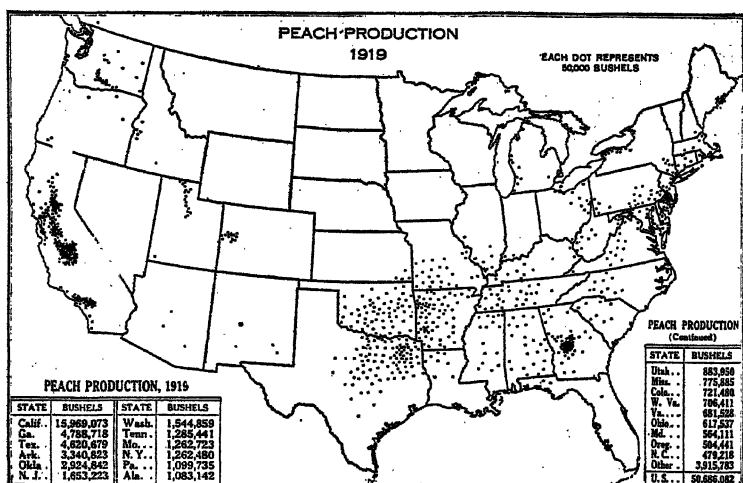 PEACH PRODUCTION
1919
EACH DOT REPRESENTS
50,000 BUSHELS
PEACH PRODUCTION, 1919
STATE BUSHELS STATE BUSHELS
Calif.. 15,969,073 Wash. 1,544,859
Ga. 4,788,718 Tenn. 1,285,441
Tex. 4,620,679 Mo... 1,262,723
Ark. 3,340,823 N.Y.. 1,262,480
Okla 2,924,842 Pa... 1,099,735
N.J.. 1,653,223 Ala.. 1,083,142
PEACH PRODUCTION
(Continued)
STATE BUSHELS
Utah... 883,950
Miss. 775,885
Colo... 721,480
W. Va. 706,411
Va.... 681,528
Ohio.. 617,537
Md. 564,111
Oreg. 504,441
N.C. 479,218
Other 3,915,783
U.S... 50,686,082